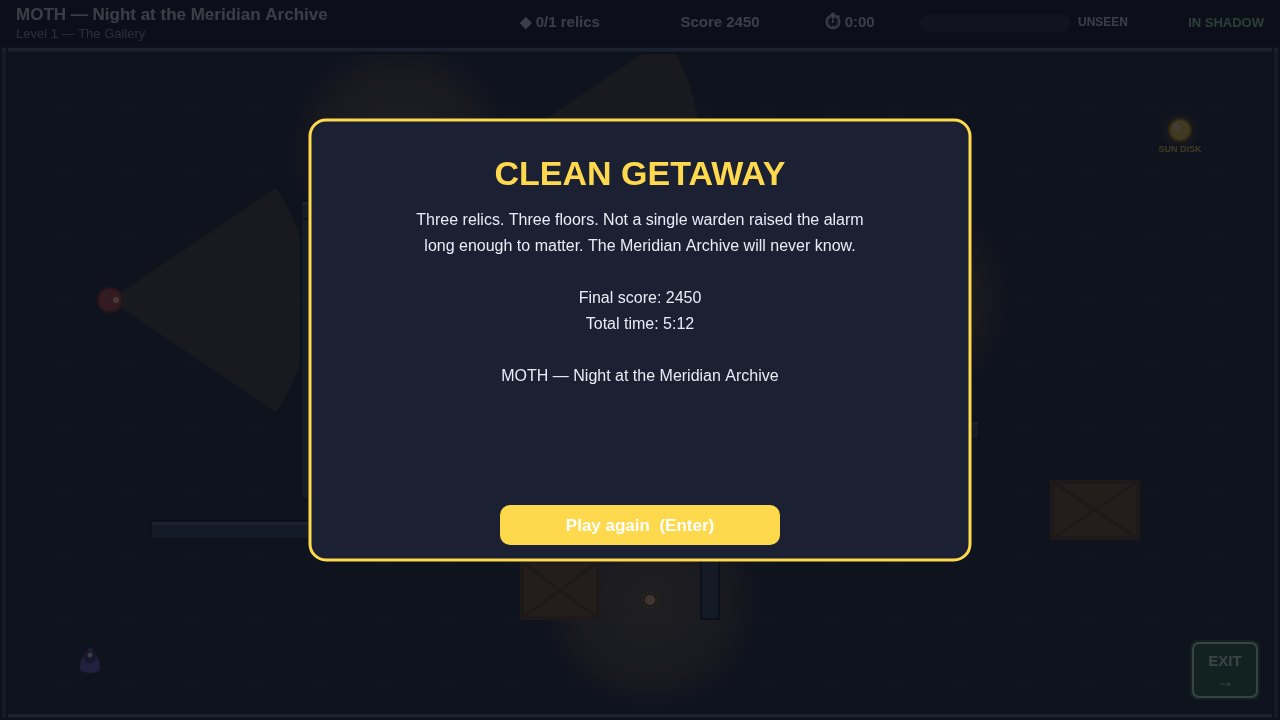 MOTH — Night at the Meridian Archive
Level 1 — The Gallery
◆ 0/1 relics
Score 2450
⏱ 0:00
UNSEEN
IN SHADOW
SUN DISK
CLEAN GETAWAY
Three relics. Three floors. Not a single warden raised the alarm
long enough to matter. The Meridian Archive will never know.
Final score: 2450
Total time: 5:12
MOTH — Night at the Meridian Archive
Play again (Enter)
EXIT
→